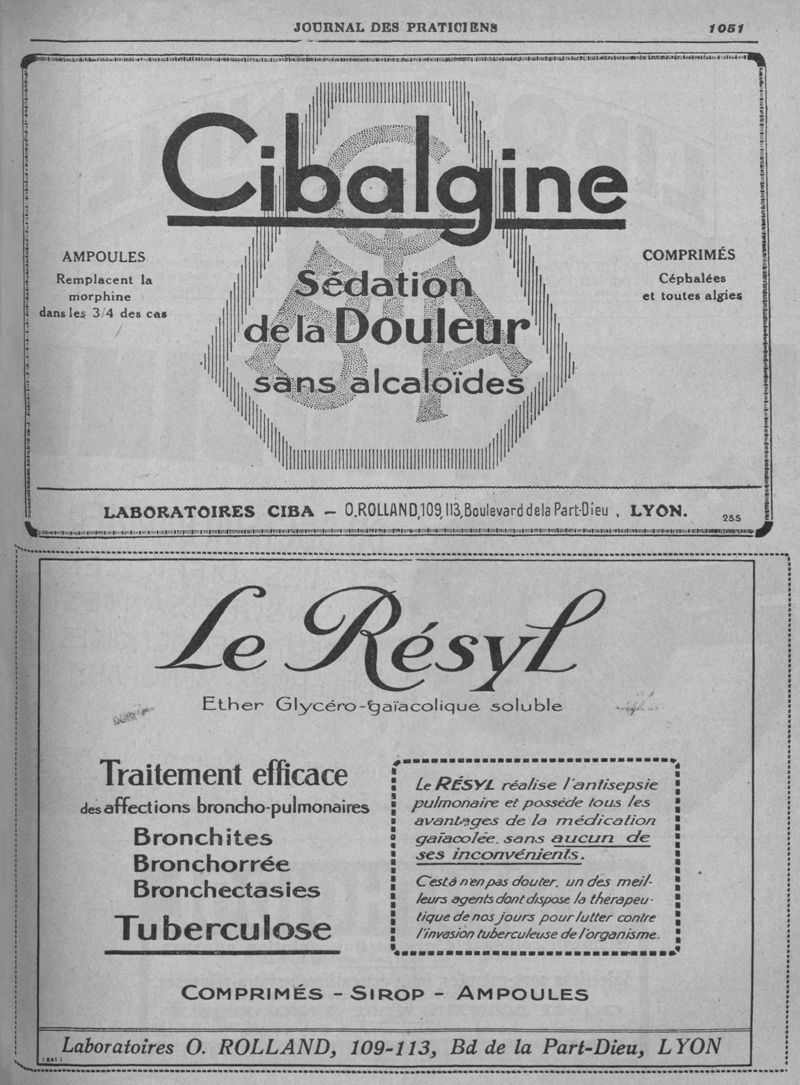 JOURNAL DES PRATICIENS 1051
Cibalgine
AMPOULES
Remplacent la
morphine
dans les 3/4 des cas
COMPRIMÉS
Céphalées
et toutes algies
CIBA
Sédation
de la Douleur
sans alcaloïdes
LABORATOIRES CIBA — O. ROLLAND, 109, 113, Boulevard de la Part-Dieu , LYON.
255
Le Résyl
Ether Glycéro-gaïacolique soluble
Traitement efficace
des affections broncho-pulmonaires
Bronchites
Bronchorrée
Bronchectasies
Tuberculose
Le RÉSYL réalise l'antisepsie
pulmonaire et possède tous les
avantages de la médication
gaïacolée, sans aucun de
ses inconvénients.
C'est à n'en pas douter, un des meil-
leurs agents dont dispose la therapeu-
tique de nos jours pour lutter contre
l'invasion tuberculeuse de l'organisme.
COMPRIMÉS - SIROP - AMPOULES
Laboratoires O. ROLLAND, 109-113, Bd de la Part-Dieu, LYON
(241)